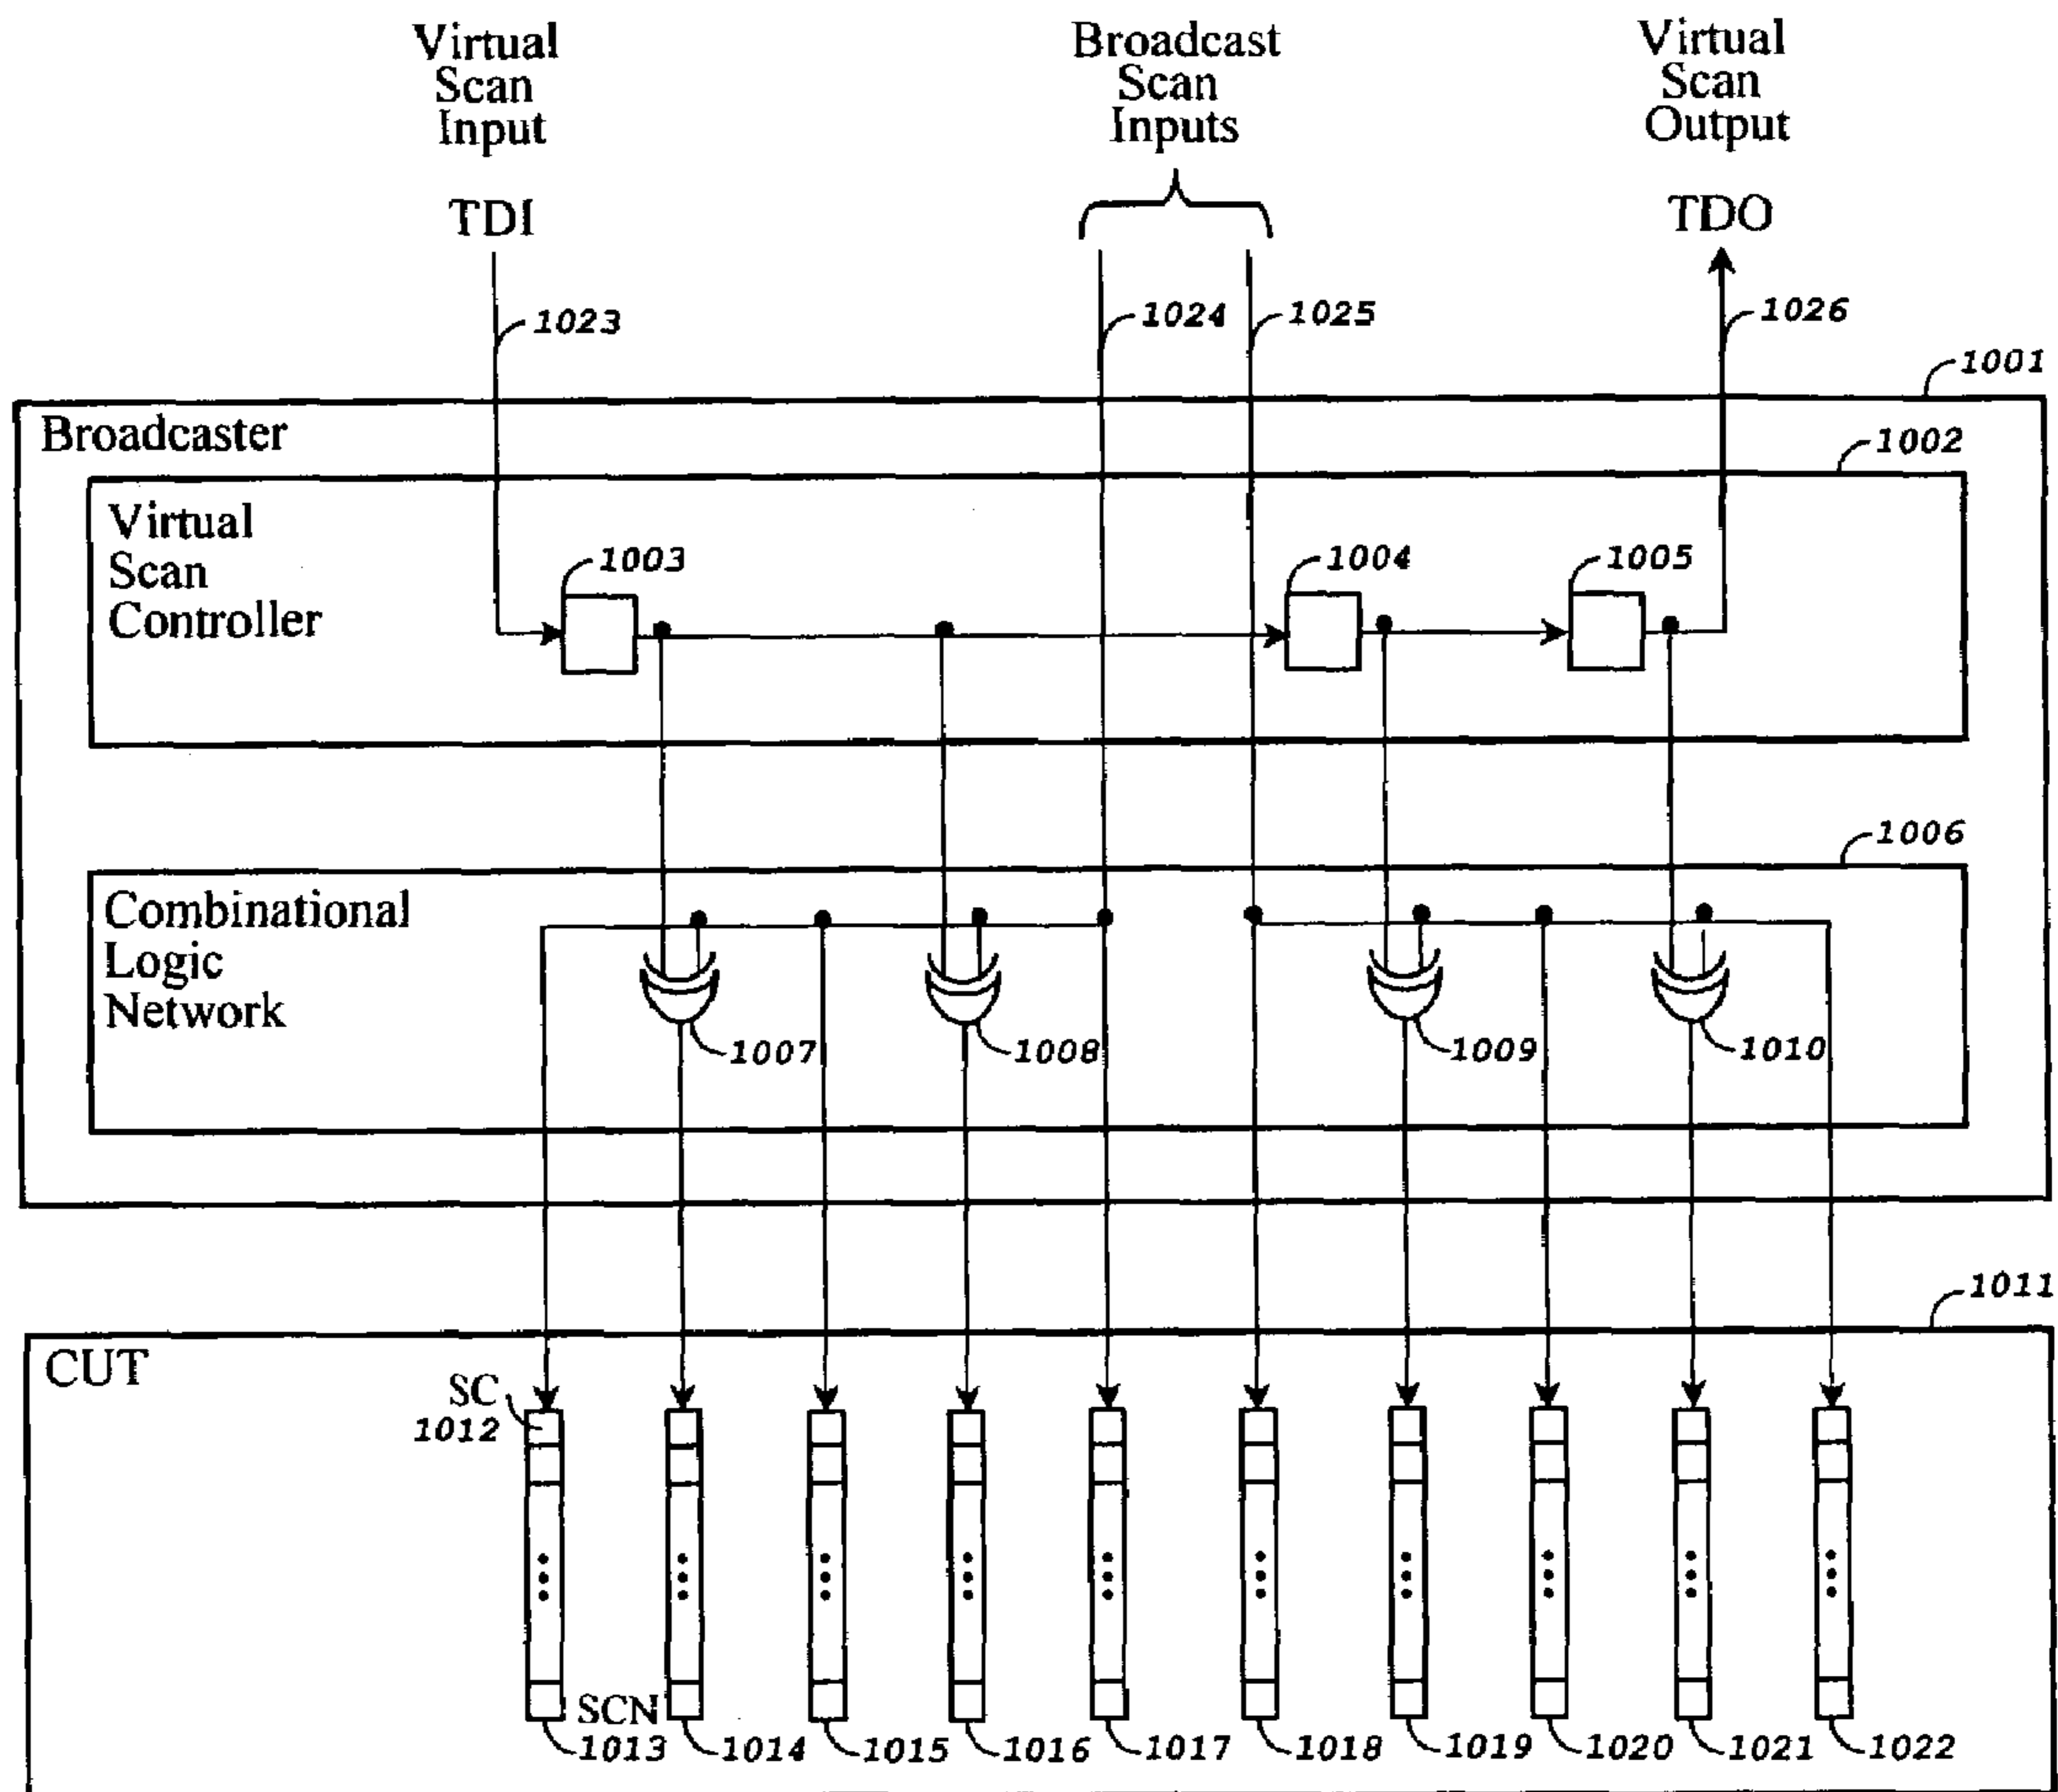 Virtual
Scan
Input
Broadcast
Scan
Inputs
Virtual
Scan
Output
TDI
TDO
1023
1024
1025
1026
1001
Broadcaster
1002
Virtual
Scan
Controller
1003
1004
1005
1006
Combinational
Logic
Network
1007
1008
1009
1010
1011
CUT
SC
1012
SCN
1013
1014
1015
1016
1017
1018
1019
1020
1021
1022